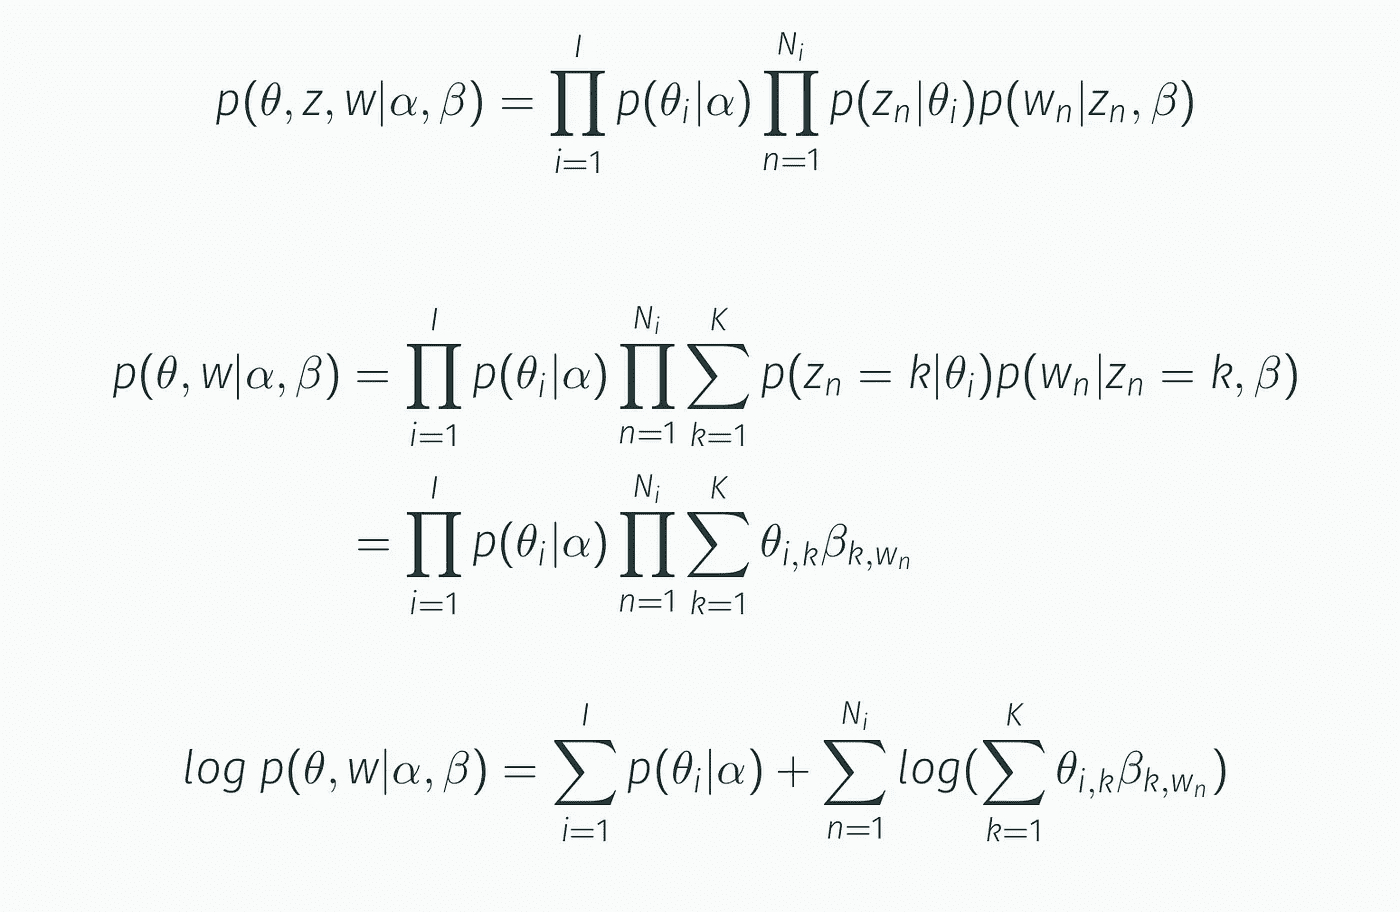 p(θ, z, w|α, β) = ∏_{i=1}^{I} p(θ_i|α) ∏_{n=1}^{N_i} p(z_n|θ_i)p(w_n|z_n, β)
p(θ, w|α, β) = ∏_{i=1}^{I} p(θ_i|α) ∏_{n=1}^{N_i} ∑_{k=1}^{K} p(z_n = k|θ_i)p(w_n|z_n = k, β)
= ∏_{i=1}^{I} p(θ_i|α) ∏_{n=1}^{N_i} ∑_{k=1}^{K} θ_{i,k}β_{k,w_n}
log p(θ, w|α, β) = ∑_{i=1}^{I} p(θ_i|α) + ∑_{n=1}^{N_i} log(∑_{k=1}^{K} θ_{i,k}β_{k,w_n})